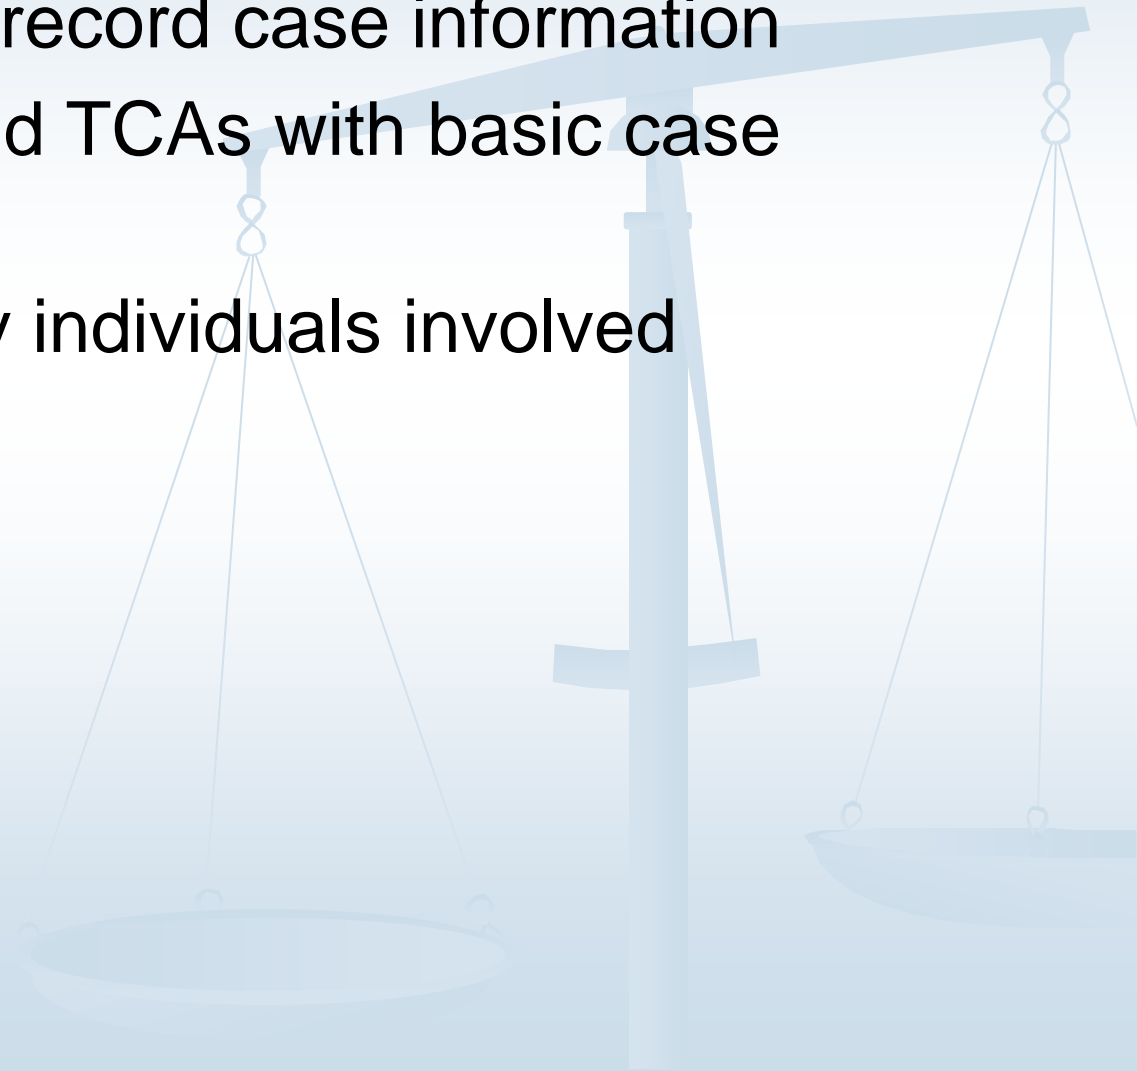 record case information
d TCAs with basic case
y individuals involved